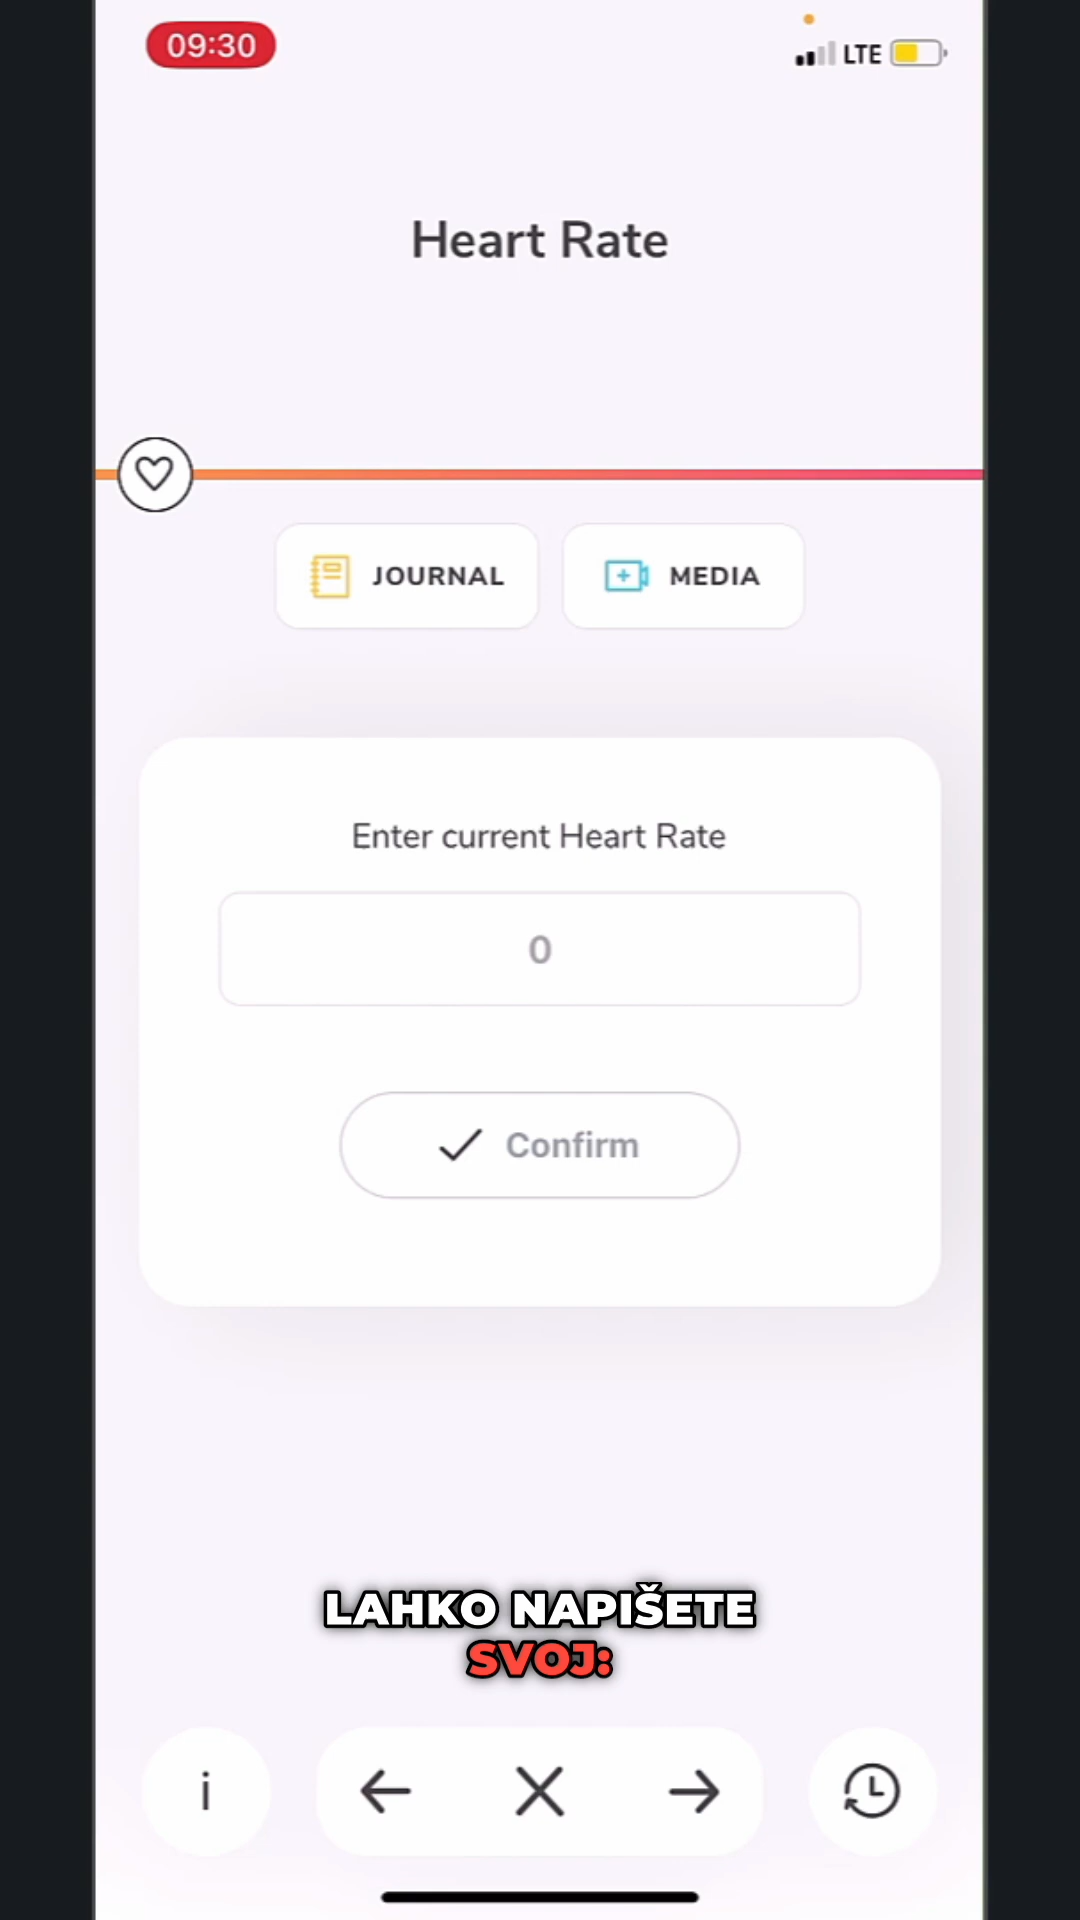 09:30
LTE
Heart Rate
JOURNAL
MEDIA
Enter current Heart Rate
0
Confirm
LAHKO NAPIŠETE
SVOJ:
i